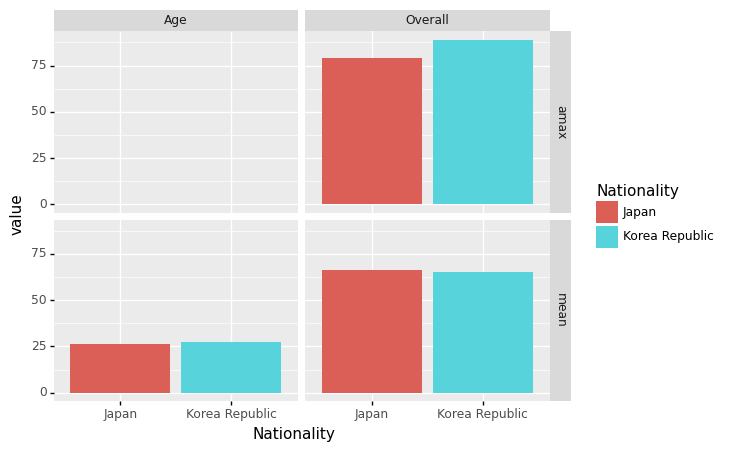 Age
Overall
75
50
25
0
amax
value
Nationality
Japan
Korea Republic
75
50
25
0
mean
Japan
Korea Republic
Japan
Korea Republic
Nationality